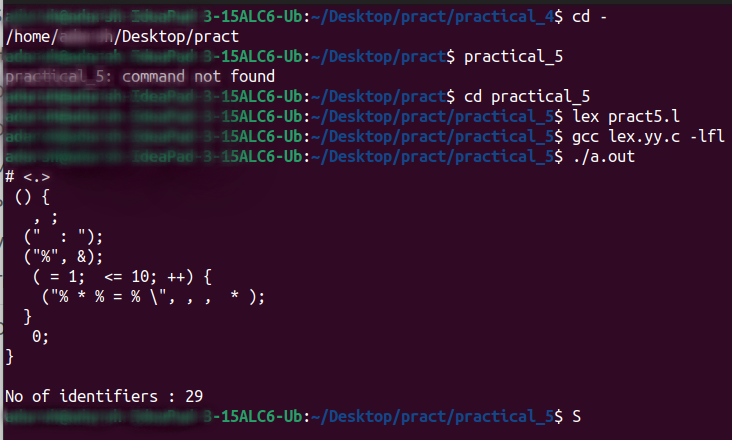 3-15ALC6-Ub:~/Desktop/pract/practical_4$ cd -
/home/ /Desktop/pract
3-15ALC6-Ub:~/Desktop/pract$ practical_5
practical_5: command not found
3-15ALC6-Ub:~/Desktop/pract$ cd practical_5
3-15ALC6-Ub:~/Desktop/pract/practical_5$ lex pract5.l
3-15ALC6-Ub:~/Desktop/pract/practical_5$ gcc lex.yy.c -lfl
IdeaPad-3-15ALC6-Ub:~/Desktop/pract/practical_5$ ./a.out
# <.>
 () {
   , ;
  ("  : ");
  ("%", &);
   ( = 1;  <= 10; ++) {
    ("% * % = % \", , ,  * );
  }
   0;
}
No of identifiers : 29
3-15ALC6-Ub:~/Desktop/pract/practical_5$ S